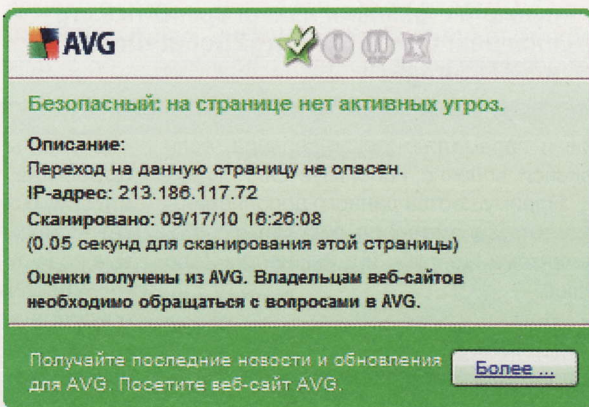 AVG
Безопасный: на странице нет активных угроз.
Описание:
Переход на данную страницу не опасен.
IP-адрес: 213.186.117.72
Сканировано: 09/17/10 16:26:08
(0.05 секунд для сканирования этой страницы)
Оценки получены из AVG. Владельцам веб-сайтов
необходимо обращаться с вопросами в AVG.
Получайте последние новости и обновления
для AVG. Посетите веб-сайт AVG.
Более ...